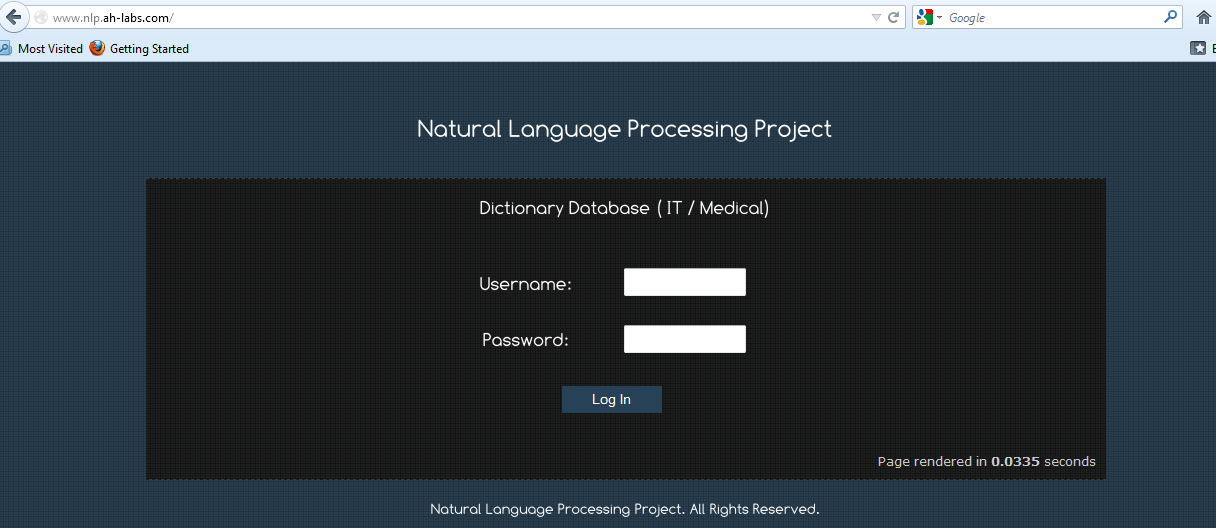 www.nlp.ah-labs.com/
Google
Most Visited Getting Started
Natural Language Processing Project
Dictionary Database ( IT / Medical)
Username:
Password:
Log In
Page rendered in 0.0335 seconds
Natural Language Processing Project. All Rights Reserved.